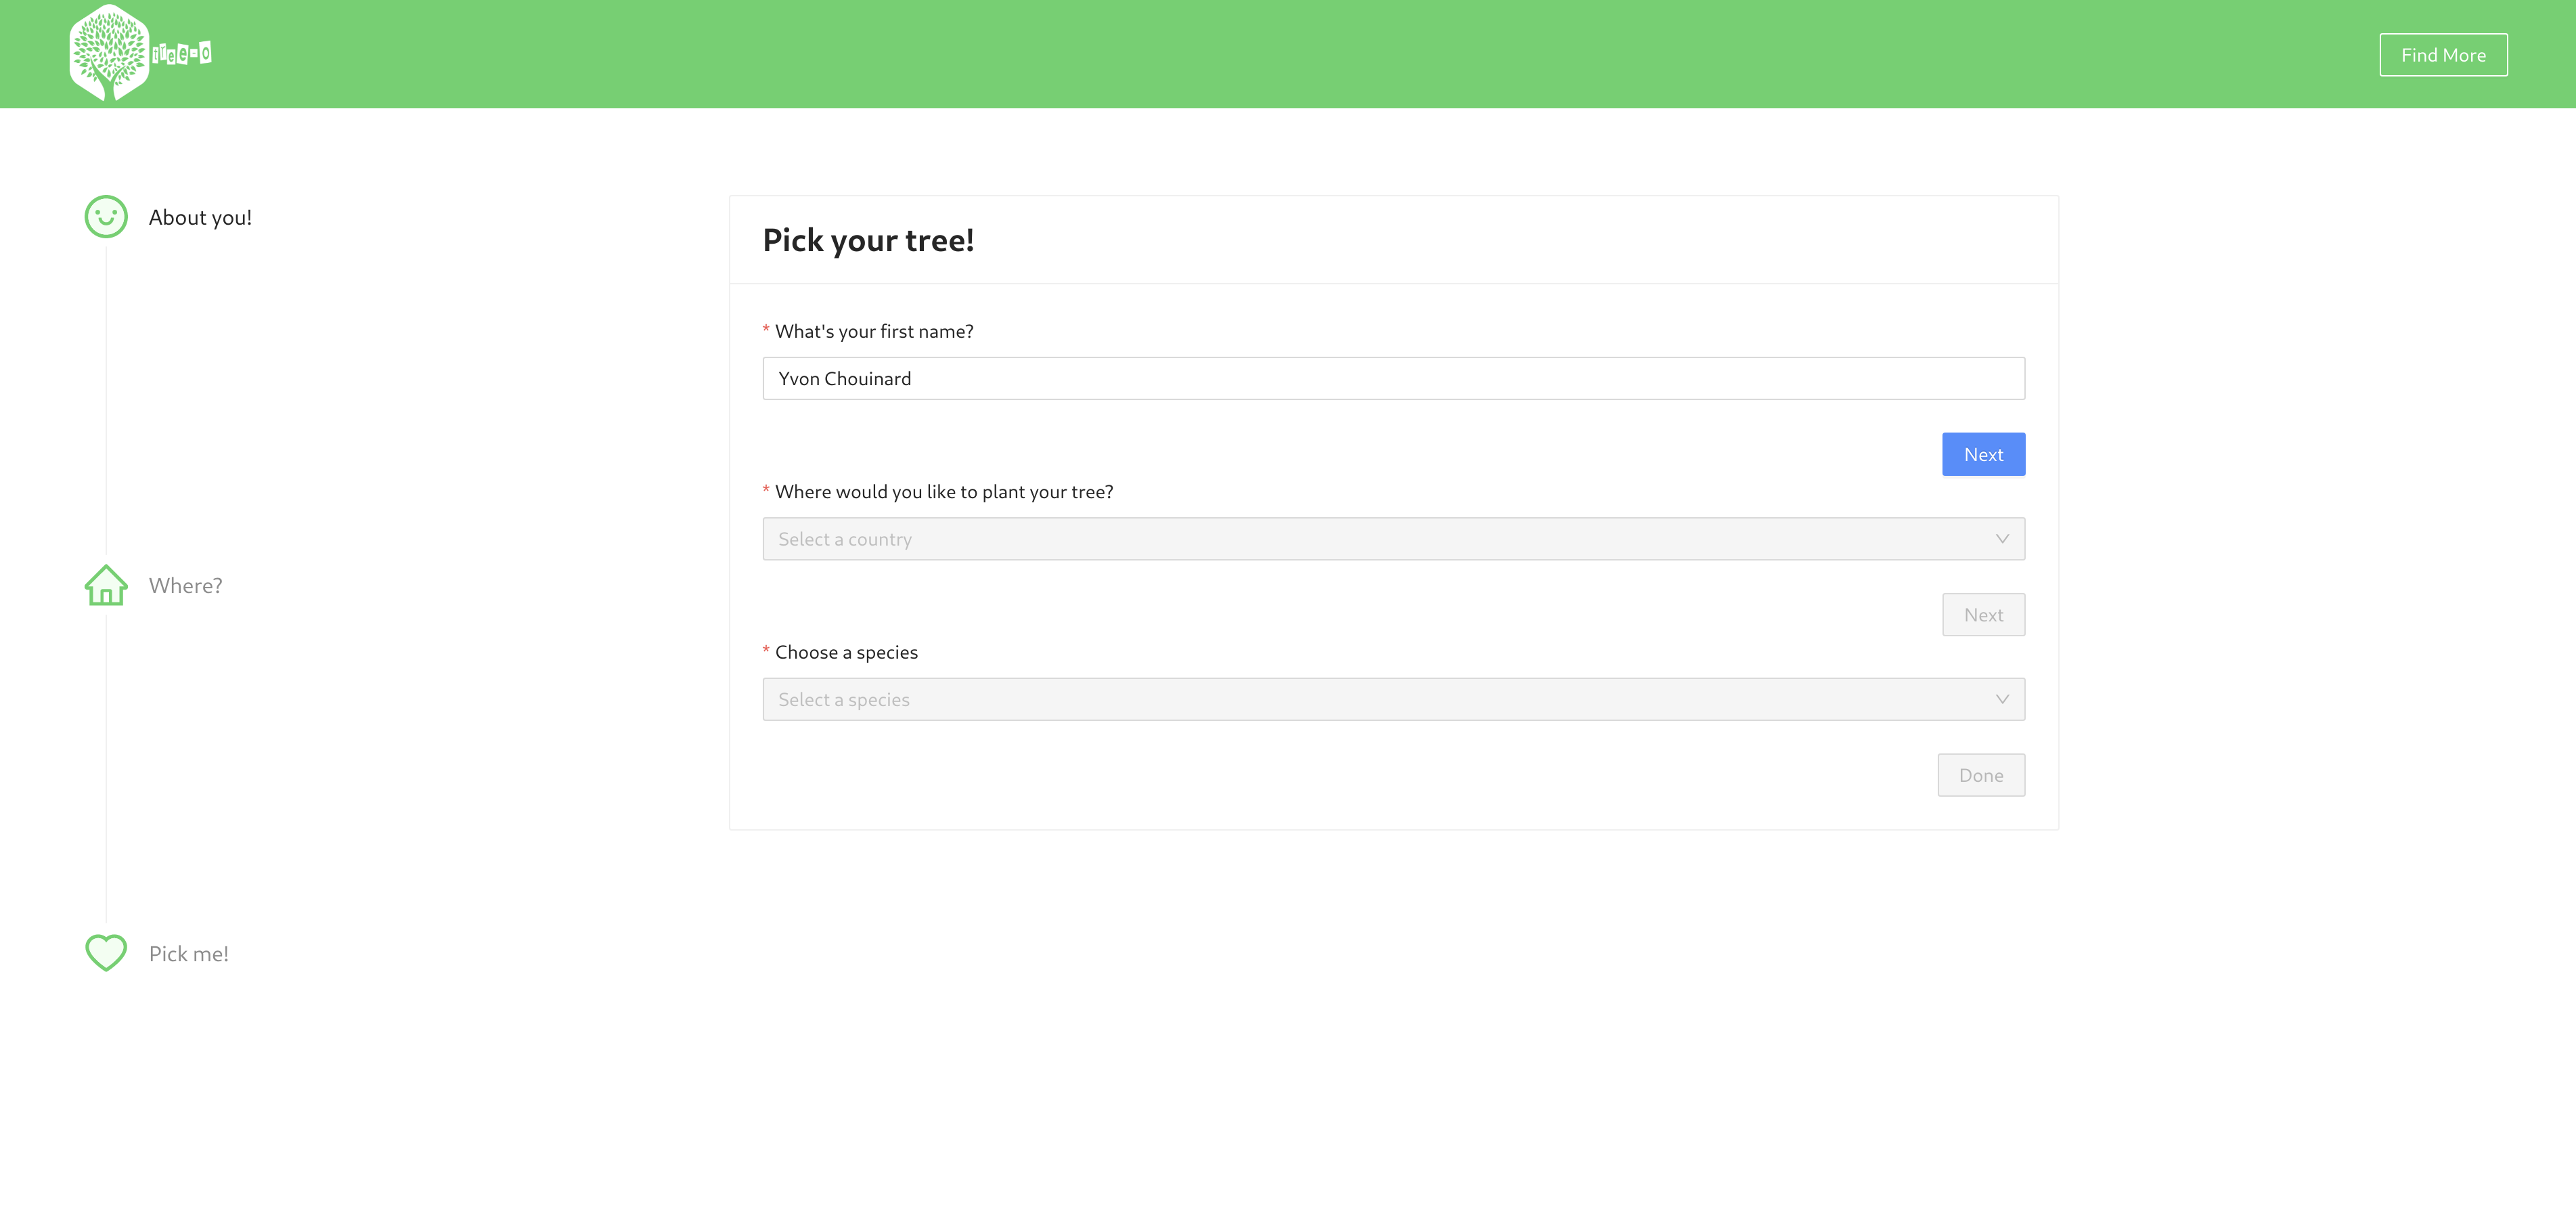 tree-o
Find More
About you!
Where?
Pick me!
Pick your tree!
* What's your first name?
Yvon Chouinard
Next
* Where would you like to plant your tree?
Select a country
Next
* Choose a species
Select a species
Done